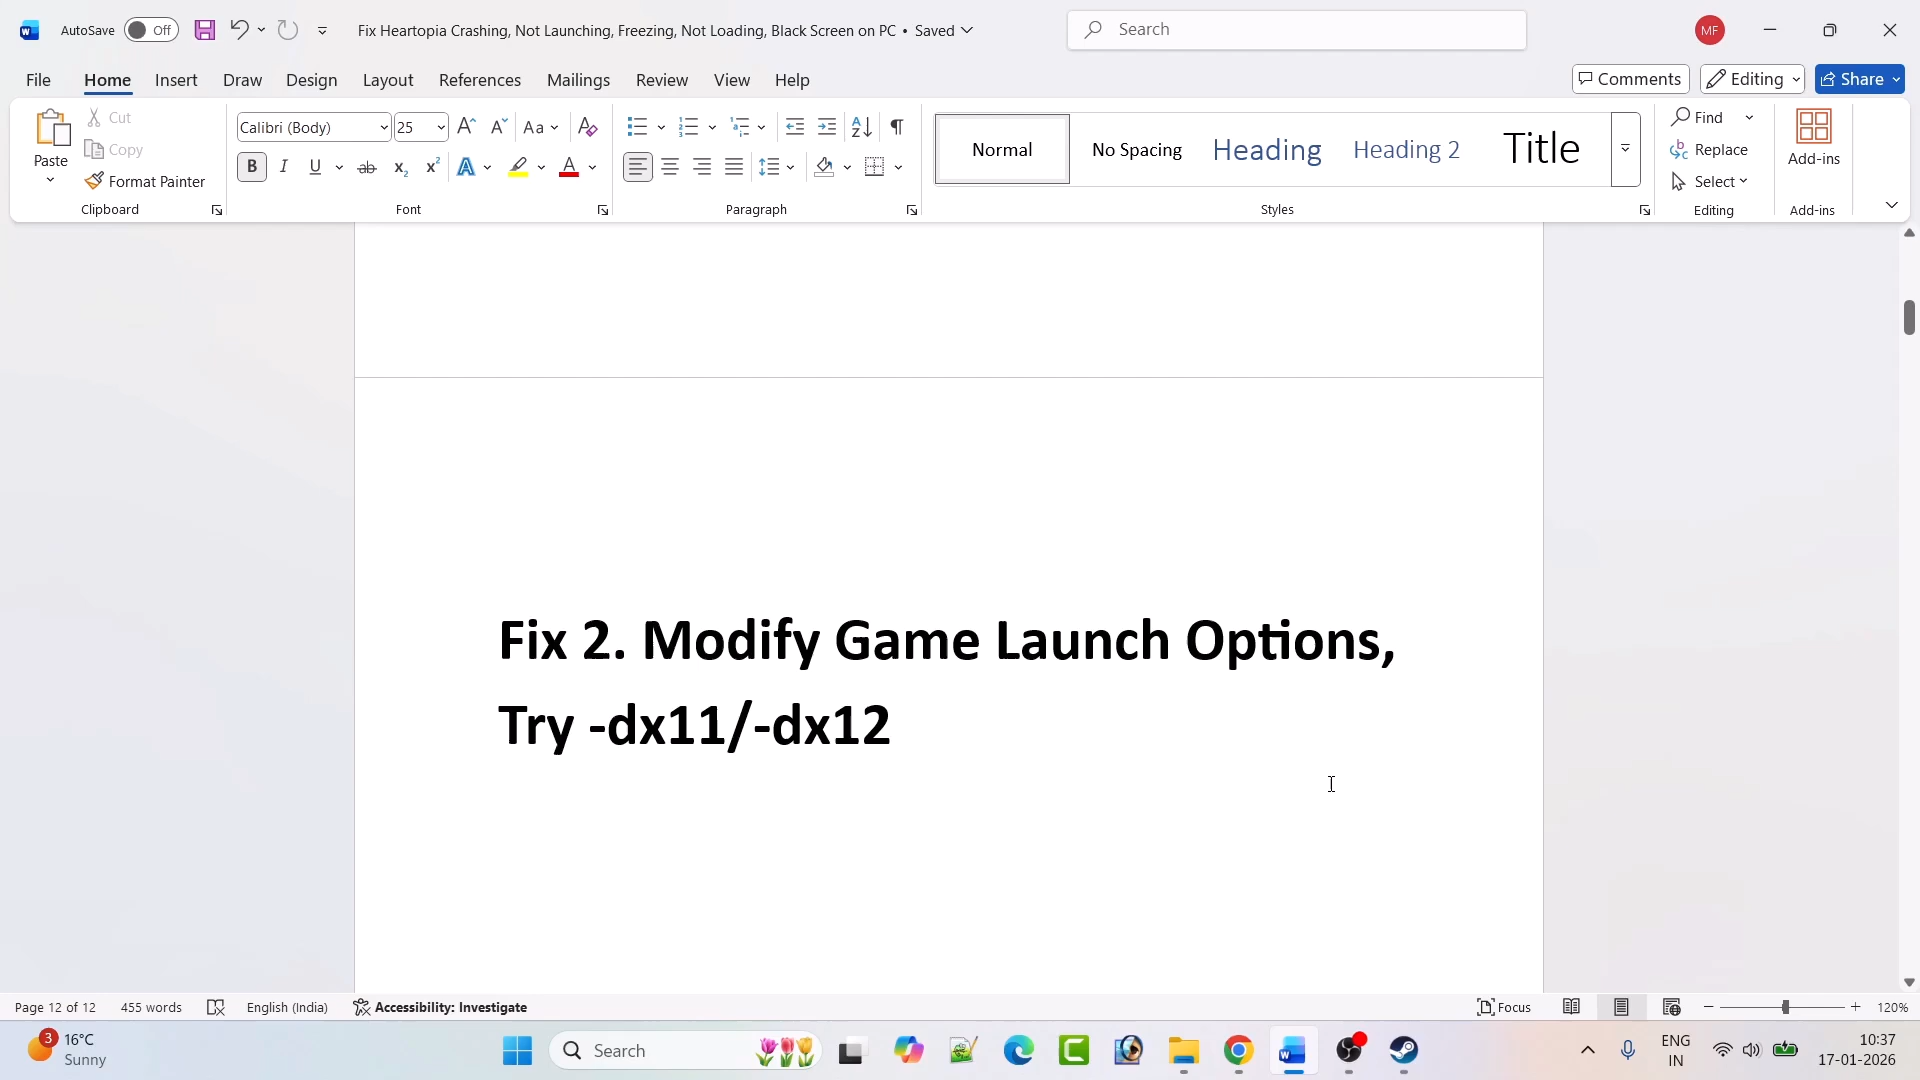 AutoSave Off
Fix Heartopia Crashing, Not Launching, Freezing, Not Loading, Black Screen on PC • Saved
Search
MF
File Home Insert Draw Design Layout References Mailings Review View Help
Comments Editing Share
Paste
Cut
Copy
Format Painter
Clipboard
Calibri (Body) 25
Font
Paragraph
Normal
No Spacing
Heading
Heading 2
Title
Styles
Find
Replace
Select
Editing
Add-ins
Add-ins
Fix 2. Modify Game Launch Options,
Try -dx11/-dx12
Page 12 of 12 455 words English (India) Accessibility: Investigate
Focus 120%
3
16°C
Sunny
Search
ENG
IN
10:37
17-01-2026